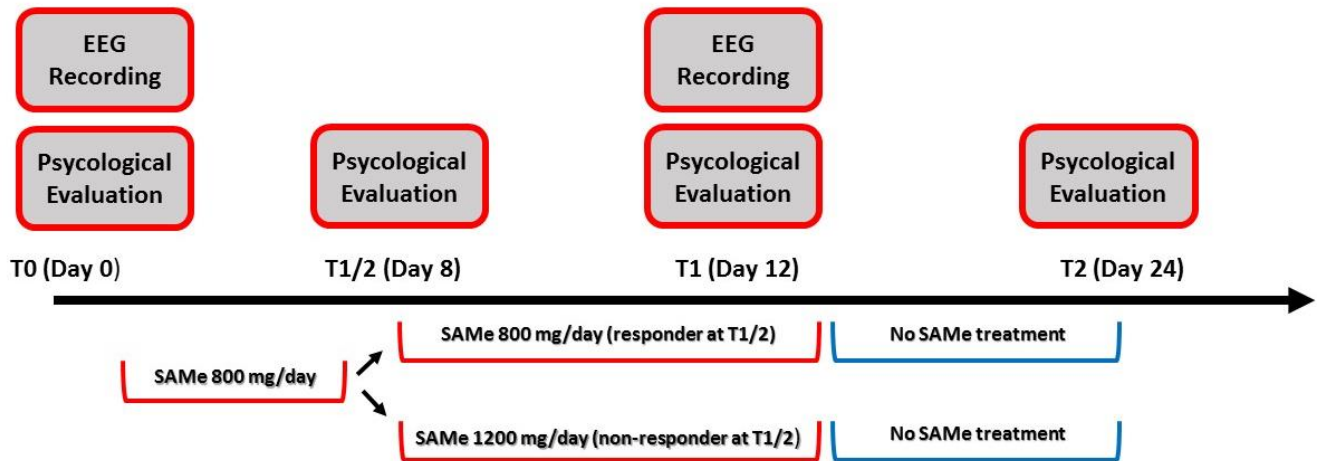 EEG
Recording
EEG
Recording
Psycological
Evaluation
Psycological
Evaluation
Psycological
Evaluation
Psycological
Evaluation
T0 (Day 0)
T1/2 (Day 8)
T1 (Day 12)
T2 (Day 24)
SAMe 800 mg/day (responder at T1/2)
No SAMe treatment
SAMe 800 mg/day
SAMe 1200 mg/day (non-responder at T1/2)
No SAMe treatment